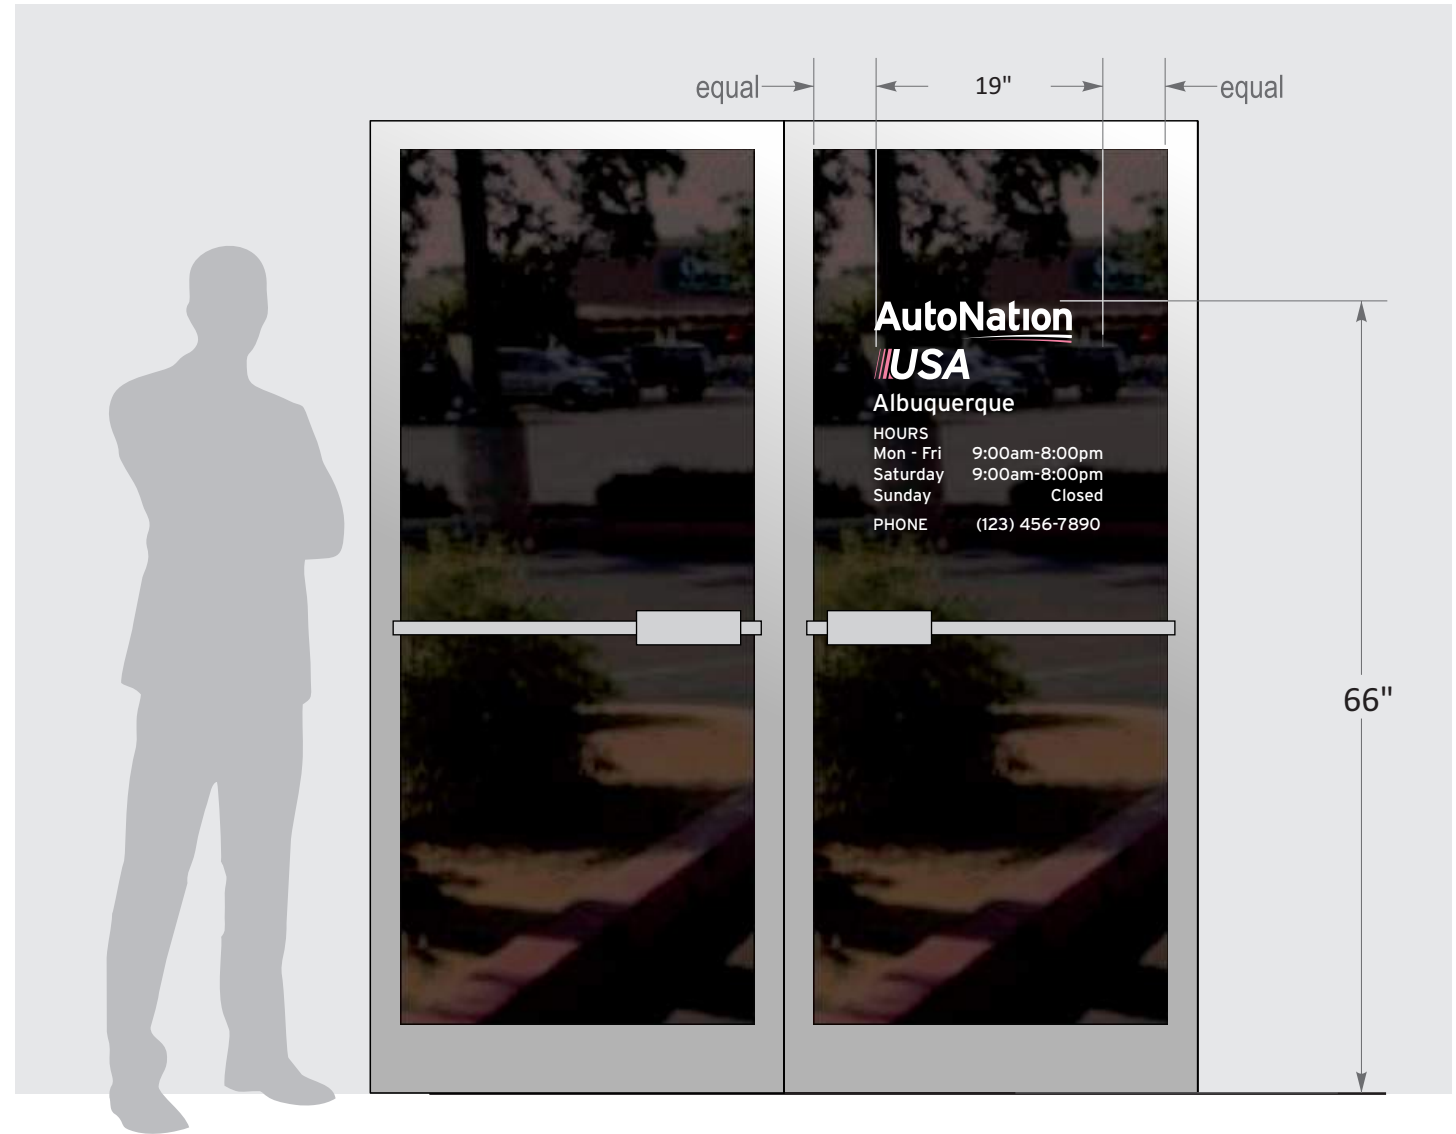 equal 19" equal
AutoNation
USA
Albuquerque
HOURS
Mon - Fri 9:00am-8:00pm
Saturday 9:00am-8:00pm
Sunday Closed
PHONE (123) 456-7890
66"